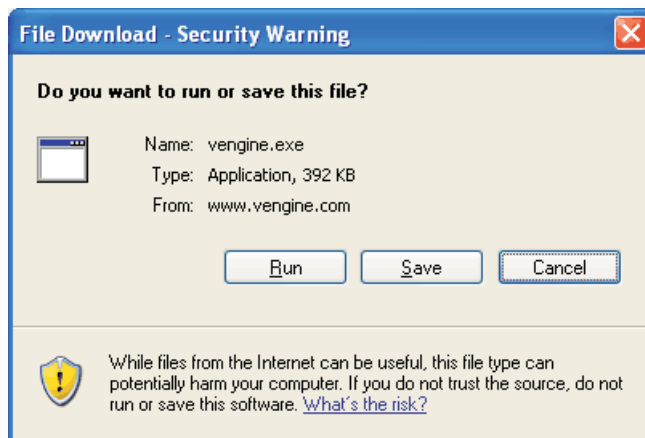 File Download - Security Warning
Do you want to run or save this file?
Name: vengine.exe
Type: Application, 392 KB
From: www.vengine.com
Run Save Cancel
While files from the Internet can be useful, this file type can
potentially harm your computer. If you do not trust the source, do not
run or save this software. What's the risk?